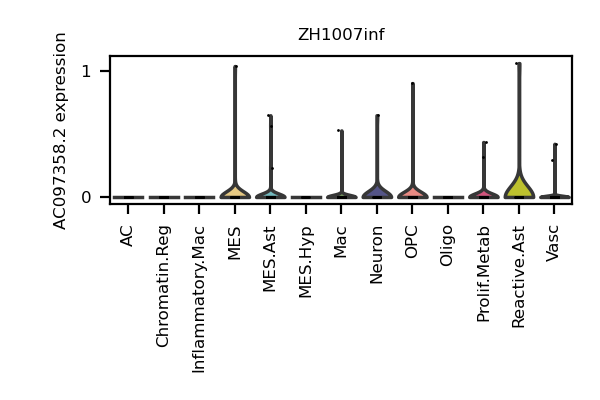 ZH1007inf
AC097358.2 expression
1
0
AC
Chromatin.Reg
Inflammatory.Mac
MES
MES.Ast
MES.Hyp
Mac
Neuron
OPC
Oligo
Prolif.Metab
Reactive.Ast
Vasc